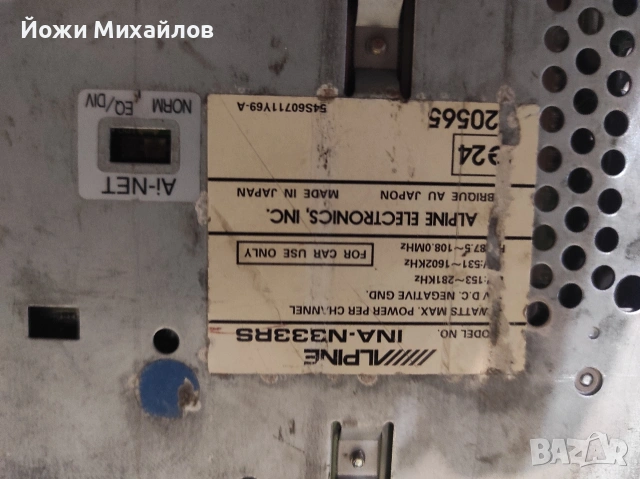 Йожи Михайлов
ALPINE
MODEL NO.
INA-N333RS
WATTS MAX. POWER PER CHANNEL
V D.C. NEGATIVE GND.
:153~281KHz
:531~1602KHz
87.5~108.0MHz
FOR CAR USE ONLY
ALPINE ELECTRONICS, INC.
BRIQUE AU JAPON MADE IN JAPAN
924
20565
54S60711Y69-A
Ai-NET
NORM EQ/DIV
BAZAR